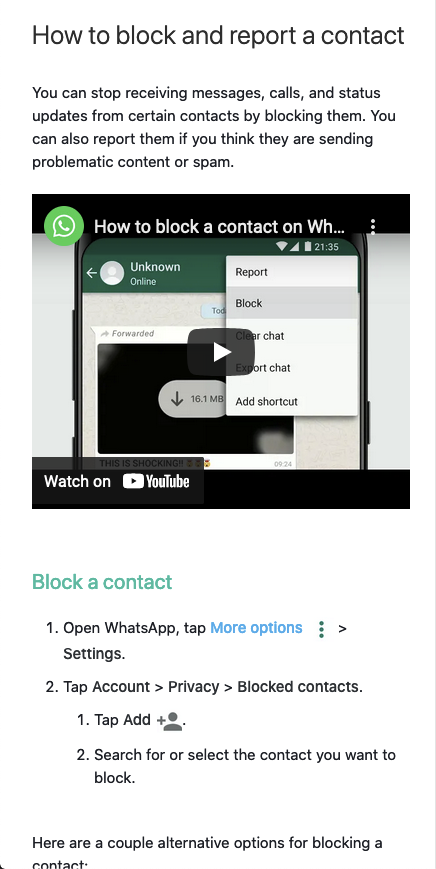 How to block and report a contact
You can stop receiving messages, calls, and status
updates from certain contacts by blocking them. You
can also report them if you think they are sending
problematic content or spam.
How to block a contact on Wh...
21:35
Unknown
Online
Report
Block
Clear chat
Export chat
Add shortcut
Forwarded
16.1 MB
THIS IS SHOCKING!!
09:24
Watch on YouTube
Block a contact
1. Open WhatsApp, tap More options >
Settings.
2. Tap Account > Privacy > Blocked contacts.
1. Tap Add .
2. Search for or select the contact you want to
block.
Here are a couple alternative options for blocking a
contact: